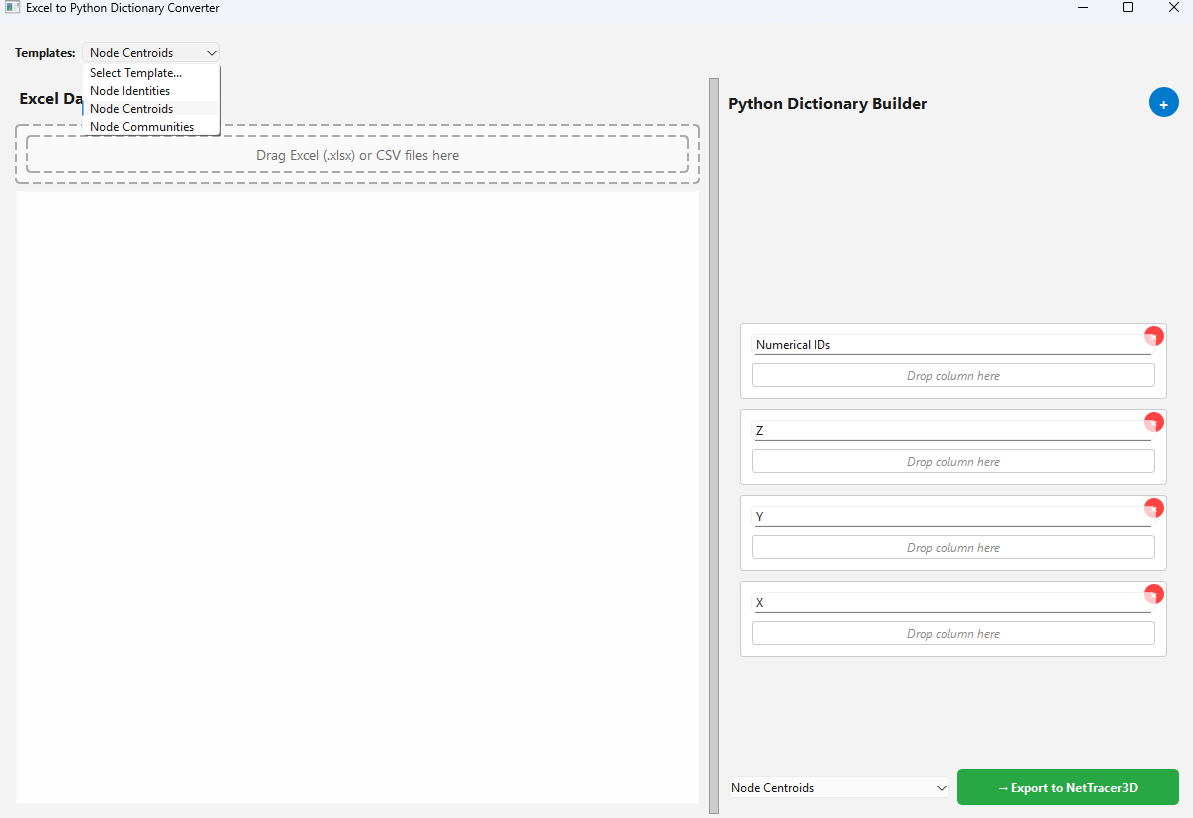 Excel to Python Dictionary Converter
Templates: Node Centroids
Select Template...
Node Identities
Node Centroids
Node Communities
Excel Da
Drag Excel (.xlsx) or CSV files here
Python Dictionary Builder
+
Numerical IDs
×
Drop column here
Z
×
Drop column here
Y
×
Drop column here
X
×
Drop column here
Node Centroids
→ Export to NetTracer3D